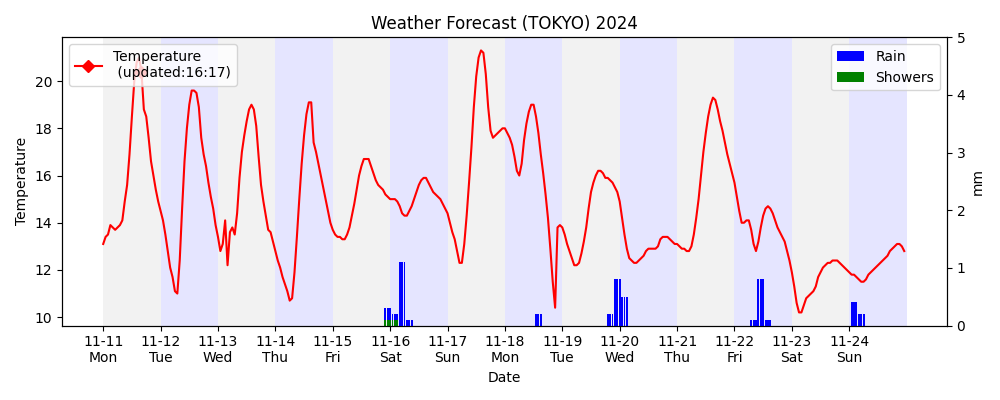 Weather Forecast (TOKYO) 2024
Temperature
(updated:16:17)
Rain
Showers
Temperature
20
18
16
14
12
10
5
4
3
2
1
0
mm
11-11 11-12 11-13 11-14 11-15 11-16 11-17 11-18 11-19 11-20 11-21 11-22 11-23 11-24
Mon Tue Wed Thu Fri Sat Sun Mon Tue Wed Thu Fri Sat Sun
Date